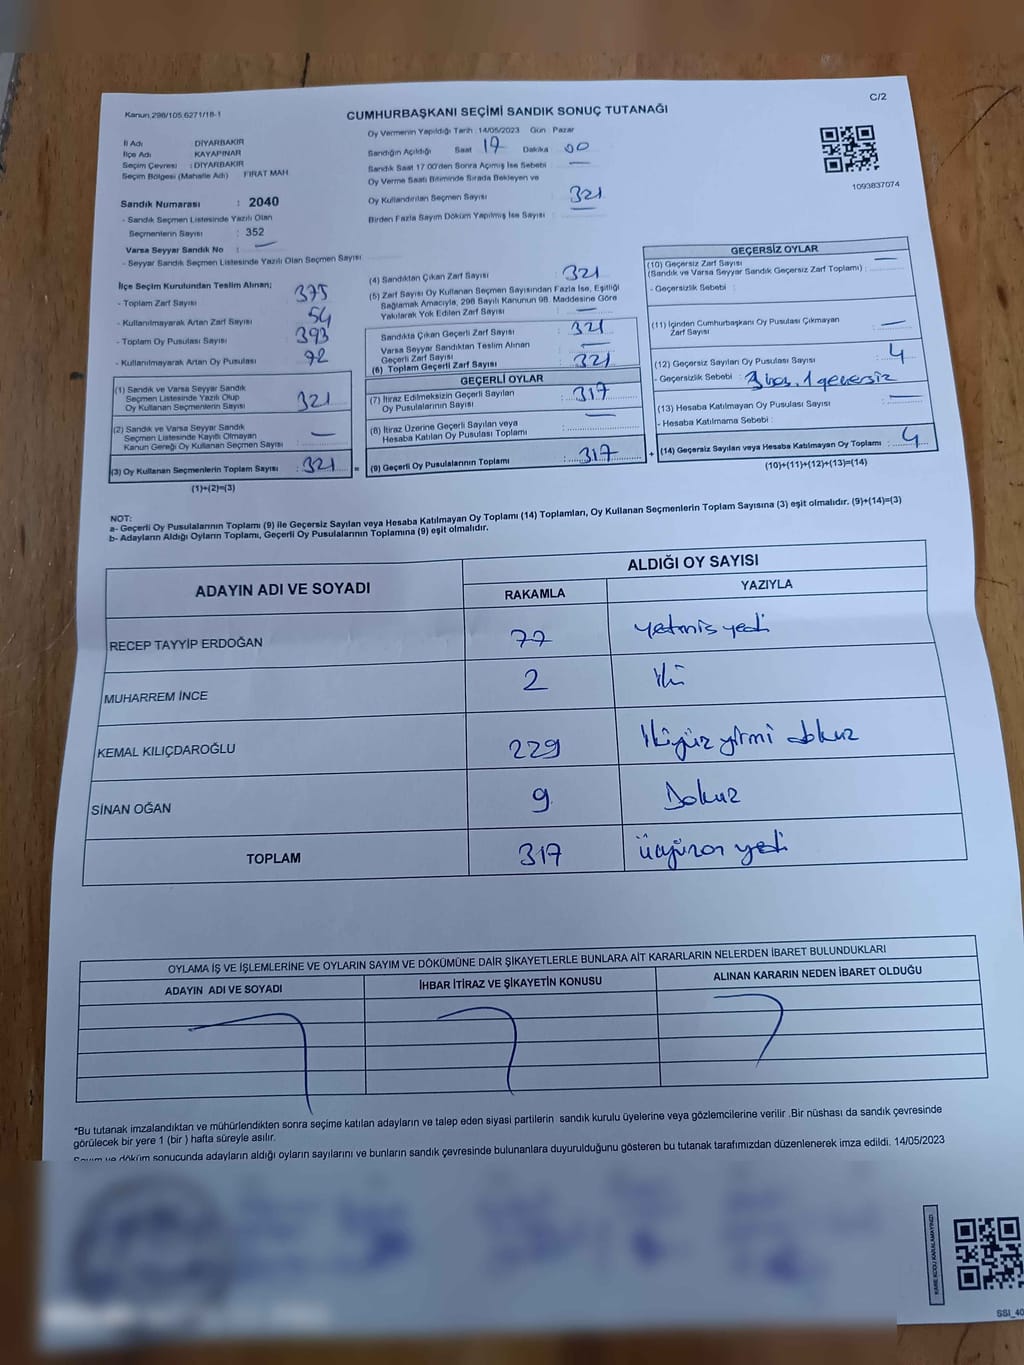 C/2
Kanun,298/105,6271/18-1
CUMHURBAŞKANI SEÇİMİ SANDIK SONUÇ TUTANAĞI
İl Adı : DİYARBAKIR
İlçe Adı : KAYAPINAR
Seçim Çevresi : DİYARBAKIR
Seçim Bölgesi (Mahalle Adı) FIRAT MAH.
Sandık Numarası : 2040
- Sandık Seçmen Listesinde Yazılı Olan
Seçmenlerin Sayısı : 352
Varsa Seyyar Sandık No : —
- Seyyar Sandık Seçmen Listesinde Yazılı Olan Seçmen Sayısı:
Oy Vermenin Yapıldığı Tarih :14/05/2023 Gün Pazar
Sandığın Açıldığı Saat 17 Dakika 00
Sandık Saat 17.00'den Sonra Açımış İse Sebebi —
Oy Verme Saati Bitiminde Sırada Bekleyen ve
Oy Kullandırılan Seçmen Sayısı : 321
Birden Fazla Sayım Döküm Yapılmış İse Sayısı : —
1093837074
İlçe Seçim Kurulundan Teslim Alınan;
- Toplam Zarf Sayısı : 375
- Kullanılmayarak Artan Zarf Sayısı : 54
- Toplam Oy Pusulası Sayısı : 393
- Kullanılmayarak Artan Oy Pusulası : 72
(1) Sandık ve Varsa Seyyar Sandık
Seçmen Listesinde Yazılı Olup
Oy Kullanan Seçmenlerin Sayısı : 321
(2) Sandık ve Varsa Seyyar Sandık
Seçmen Listesinde Kayıtlı Olmayan
Kanun Gereği Oy Kullanan Seçmen Sayısı : —
(3) Oy Kullanan Seçmenlerin Toplam Sayısı : 321
(1)+(2)=(3)
(4) Sandıktan Çıkan Zarf Sayısı : 321
(5) Zarf Sayısı Oy Kullanan Seçmen Sayısından Fazla İse, Eşitliği
Sağlamak Amacıyla, 298 Sayılı Kanunun 98. Maddesine Göre
Yakılarak Yok Edilen Zarf Sayısı : —
Sandıkta Çıkan Geçerli Zarf Sayısı : 321
Varsa Seyyar Sandıktan Teslim Alınan
Geçerli Zarf Sayısı : —
(6) Toplam Geçerli Zarf Sayısı : 321
GEÇERLİ OYLAR
(7) İtiraz Edilmeksizin Geçerli Sayılan
Oy Pusulalarının Sayısı : 317
(8) İtiraz Üzerine Geçerli Sayılan veya
Hesaba Katılan Oy Pusulası Toplamı : —
(9) Geçerli Oy Pusulalarının Toplamı : 317
GEÇERSİZ OYLAR
(10) Geçersiz Zarf Sayısı
(Sandık ve Varsa Seyyar Sandık Geçersiz Zarf Toplamı) : —
- Geçersizlik Sebebi :
(11) İçinden Cumhurbaşkanı Oy Pusulası Çıkmayan
Zarf Sayısı : —
(12) Geçersiz Sayılan Oy Pusulası Sayısı : 4
- Geçersizlik Sebebi : 3 boş, 1 geçersiz
(13) Hesaba Katılmayan Oy Pusulası Sayısı : —
- Hesaba Katılmama Sebebi :
(14) Geçersiz Sayılan veya Hesaba Katılmayan Oy Toplamı : 4
(10)+(11)+(12)+(13)=(14)
NOT:
a- Geçerli Oy Pusulalarının Toplamı (9) ile Geçersiz Sayılan veya Hesaba Katılmayan Oy Toplamı (14) Toplamları, Oy Kullanan Seçmenlerin Toplam Sayısına (3) eşit olmalıdır. (9)+(14)=(3)
b- Adayların Aldığı Oyların Toplamı, Geçerli Oy Pusulalarının Toplamına (9) eşit olmalıdır.
ADAYIN ADI VE SOYADI ALDIĞI OY SAYISI
RAKAMLA YAZIYLA
RECEP TAYYİP ERDOĞAN 77 yetmiş yedi
MUHARREM İNCE 2 iki
KEMAL KILIÇDAROĞLU 229 İkiyüz yirmi dokuz
SİNAN OĞAN 9 Dokuz
TOPLAM 317 üçyüzon yedi
OYLAMA İŞ VE İŞLEMLERİNE VE OYLARIN SAYIM VE DÖKÜMÜNE DAİR ŞİKAYETLERLE BUNLARA AİT KARARLARIN NELERDEN İBARET BULUNDUKLARI
ADAYIN ADI VE SOYADI İHBAR İTİRAZ VE ŞİKAYETİN KONUSU ALINAN KARARIN NEDEN İBARET OLDUĞU
*Bu tutanak imzalandıktan ve mühürlendikten sonra seçime katılan adayların ve talep eden siyasi partilerin sandık kurulu üyelerine veya gözlemcilerine verilir .Bir nüshası da sandık çevresinde
görülecek bir yere 1 (bir ) hafta süreyle asılır.
Sayım ve döküm sonucunda adayların aldığı oyların sayılarını ve bunların sandık çevresinde bulunanlara duyurulduğunu gösteren bu tutanak tarafımızdan düzenlenerek imza edildi. 14/05/2023
KARE KODU KARALAMAYINIZ!
SSI_40